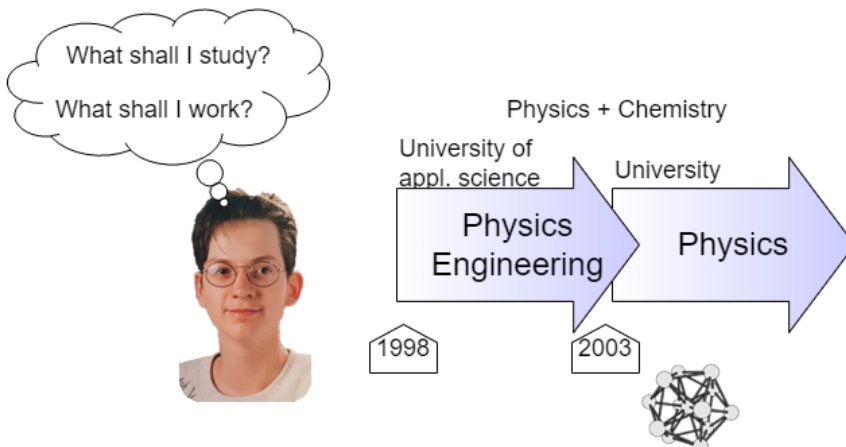 What shall I study?
What shall I work?
Physics + Chemistry
University of
appl. science
University
Physics
Engineering
Physics
1998
2003